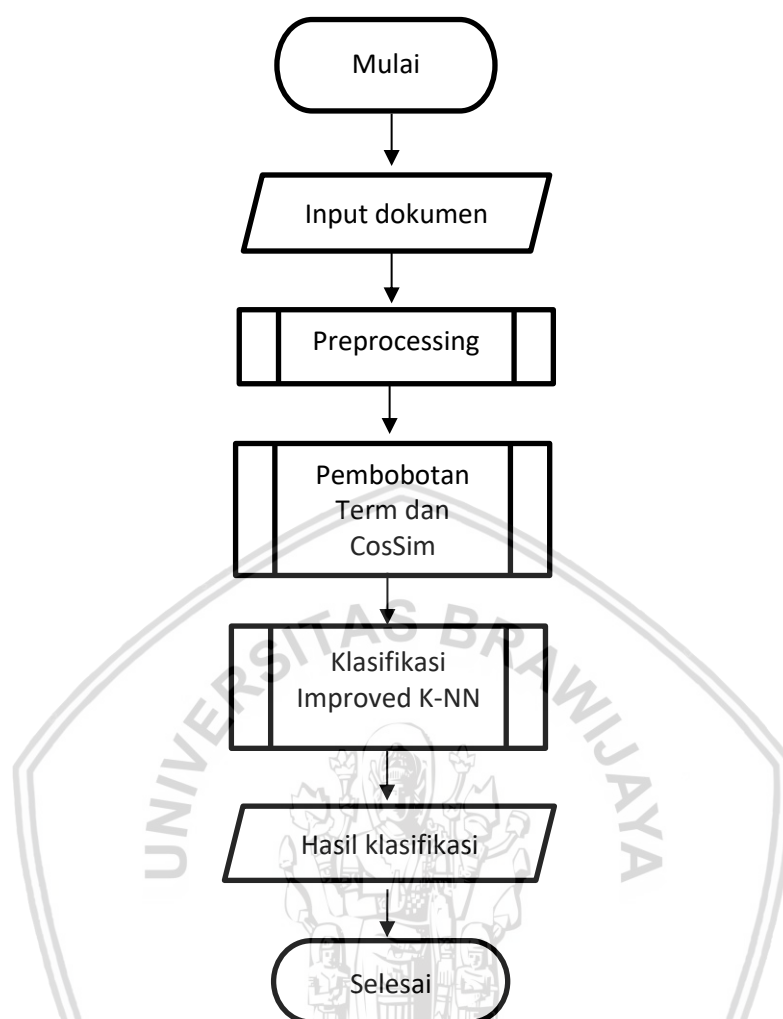 Mulai
Input dokumen
Preprocessing
Pembobotan
Term dan
CosSim
UNIVERSITAS BRAWIJAYA
Klasifikasi
Improved K-NN
Hasil klasifikasi
Selesai